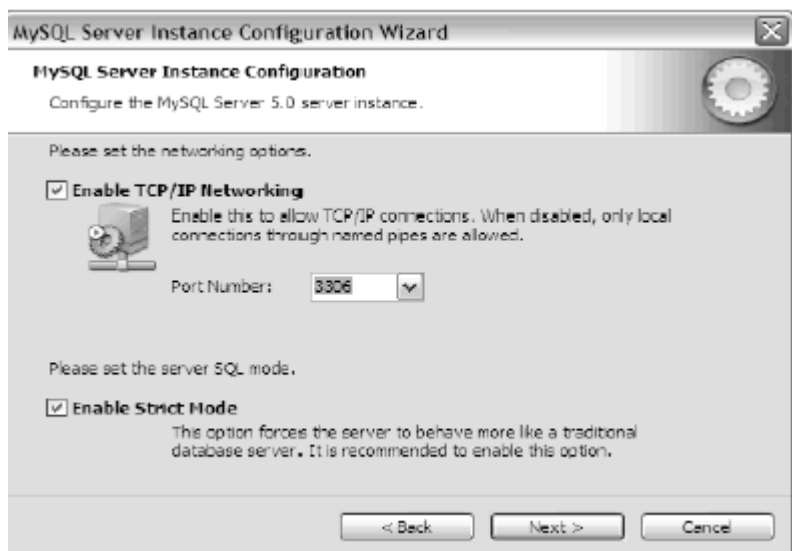 MySQL Server Instance Configuration Wizard
MySQL Server Instance Configuration
Configure the MySQL Server 5.0 server instance.
Please set the networking options.
Enable TCP/IP Networking
Enable this to allow TCP/IP connections. When disabled, only local
connections through named pipes are allowed.
Port Number: 3306
Please set the server SQL mode.
Enable Strict Mode
This option forces the server to behave more like a traditional
database server. It is recommended to enable this option.
< Back Next > Cancel